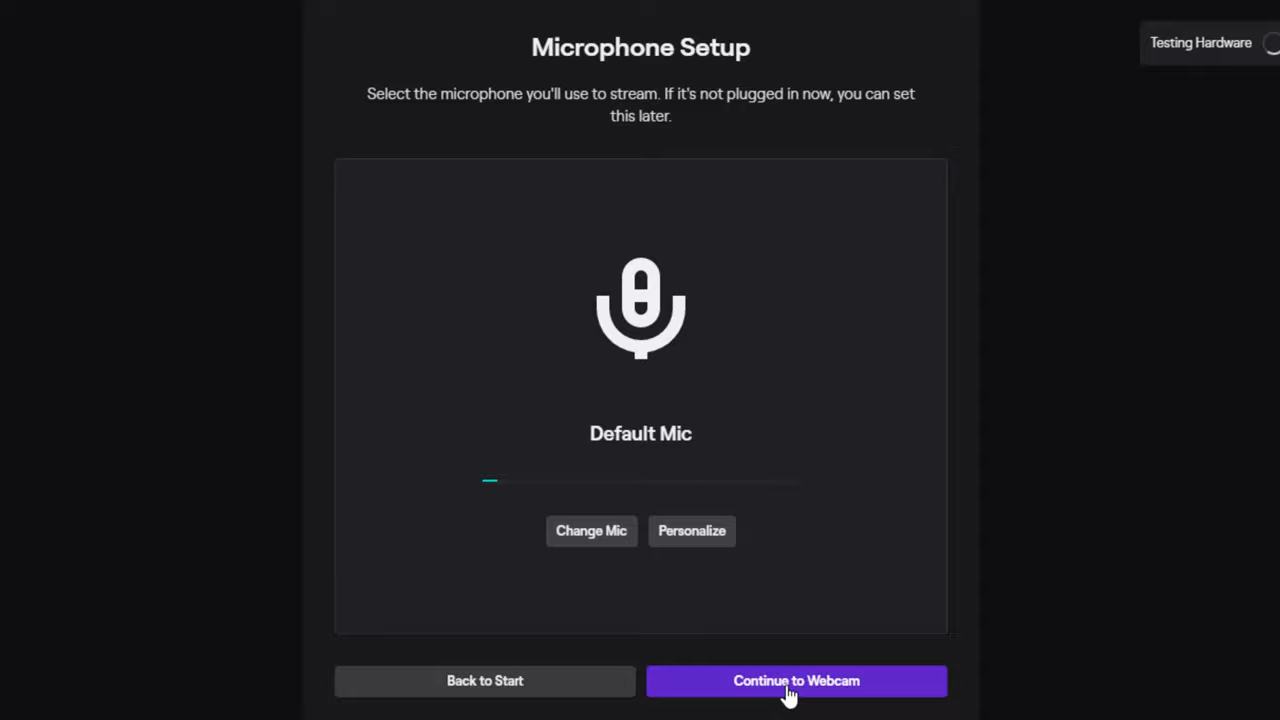 Microphone Setup
Testing Hardware
Select the microphone you'll use to stream. If it's not plugged in now, you can set
this later.
Default Mic
Change Mic
Personalize
Back to Start
Continue to Webcam